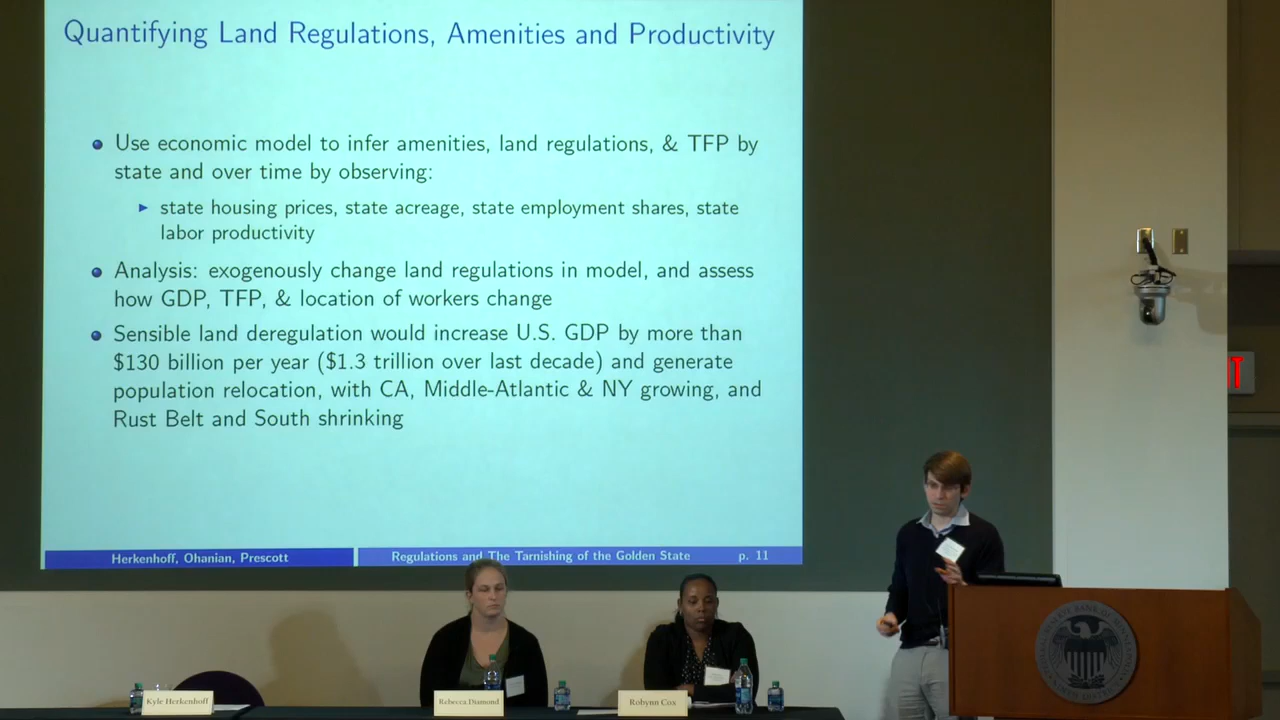 Quantifying Land Regulations, Amenities and Productivity
Use economic model to infer amenities, land regulations, & TFP by
state and over time by observing:
state housing prices, state acreage, state employment shares, state
labor productivity
Analysis: exogenously change land regulations in model, and assess
how GDP, TFP, & location of workers change
Sensible land deregulation would increase U.S. GDP by more than
$130 billion per year ($1.3 trillion over last decade) and generate
population relocation, with CA, Middle-Atlantic & NY growing, and
Rust Belt and South shrinking
Herkenhoff, Ohanian, Prescott
Regulations and The Tarnishing of the Golden State
p. 11
Kyle Herkenhoff
Rebecca Diamond
Robynn Cox